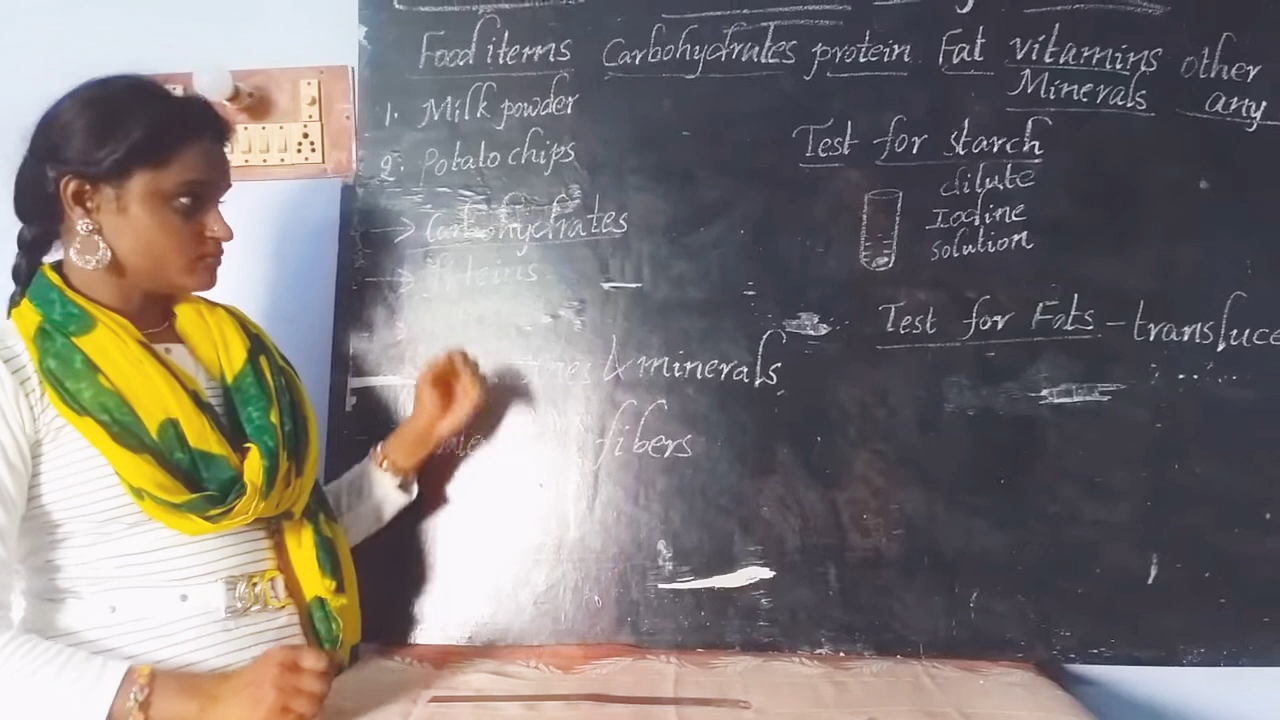 Food items Carbohydrates protein Fat vitamins other
Minerals any
1. Milk powder
2. Potato chips
→ Carbohydrates
→ Proteins
& minerals
fibers
Test for starch
dilute
Iodine
solution
Test for Fats - transluce